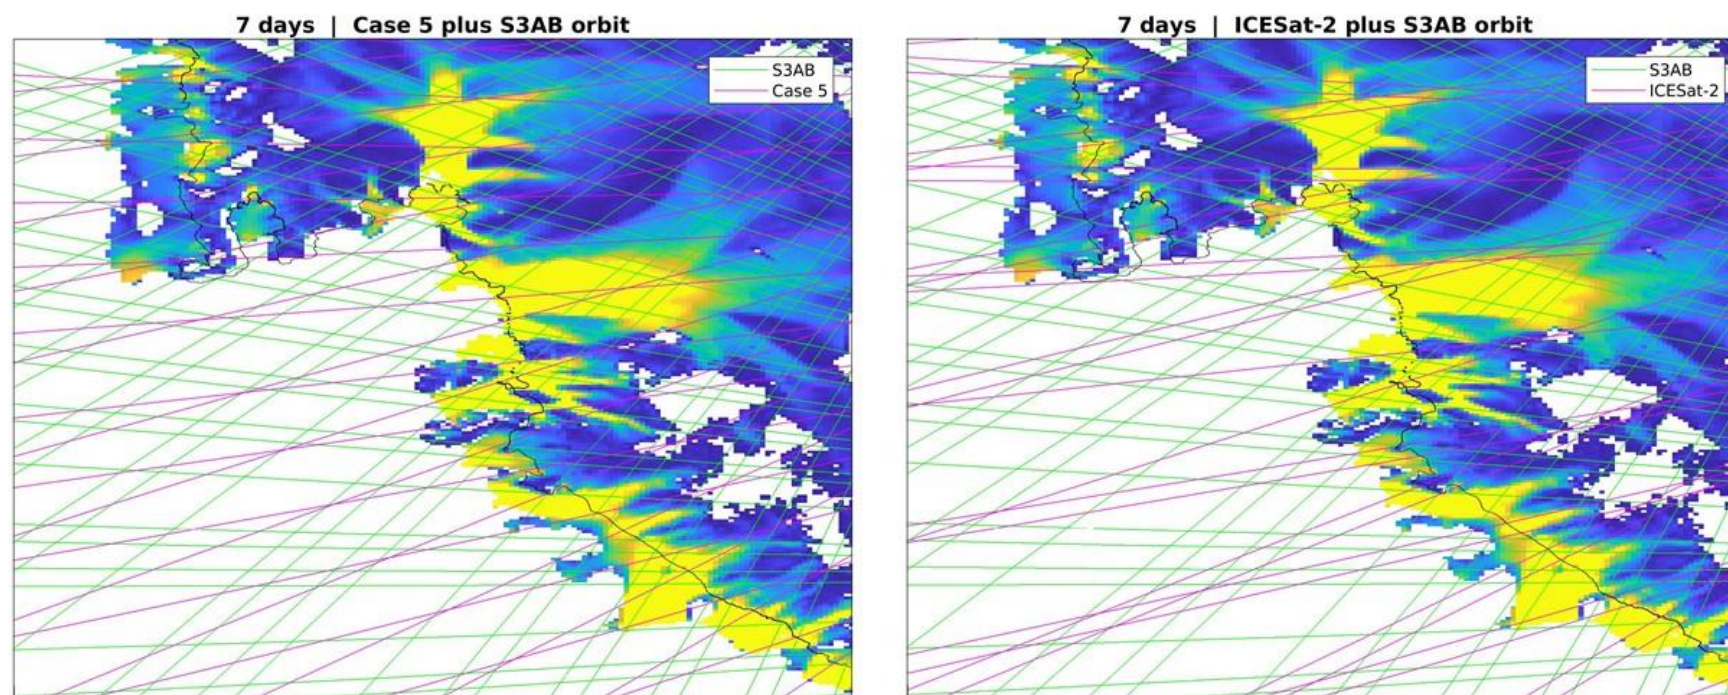 7 days | Case 5 plus S3AB orbit
S3AB
Case 5
7 days | ICESat-2 plus S3AB orbit
S3AB
ICESat-2